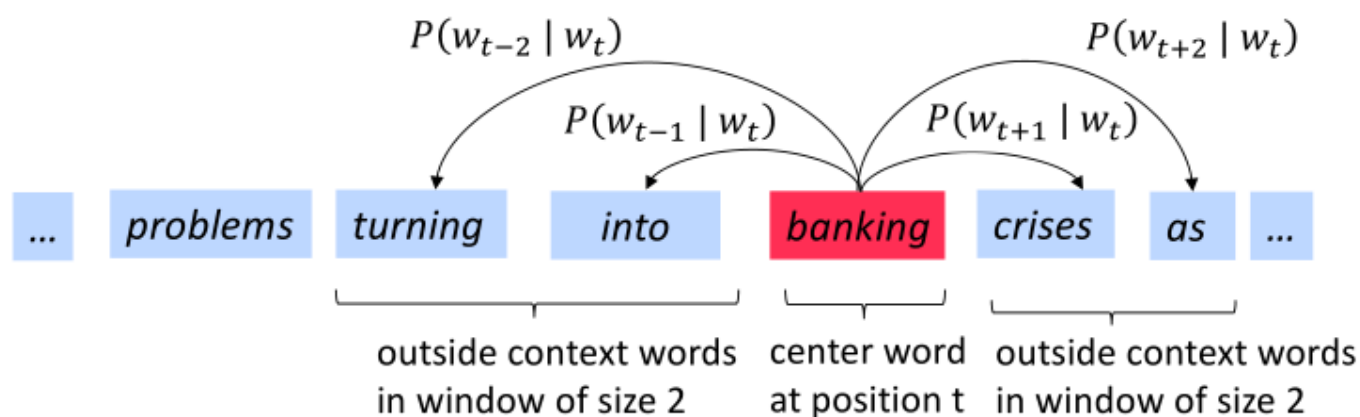 P(w_{t−2} | w_t)
P(w_{t+2} | w_t)
P(w_{t−1} | w_t)
P(w_{t+1} | w_t)
... problems turning into banking crises as ...
outside context words
in window of size 2
center word
at position t
outside context words
in window of size 2